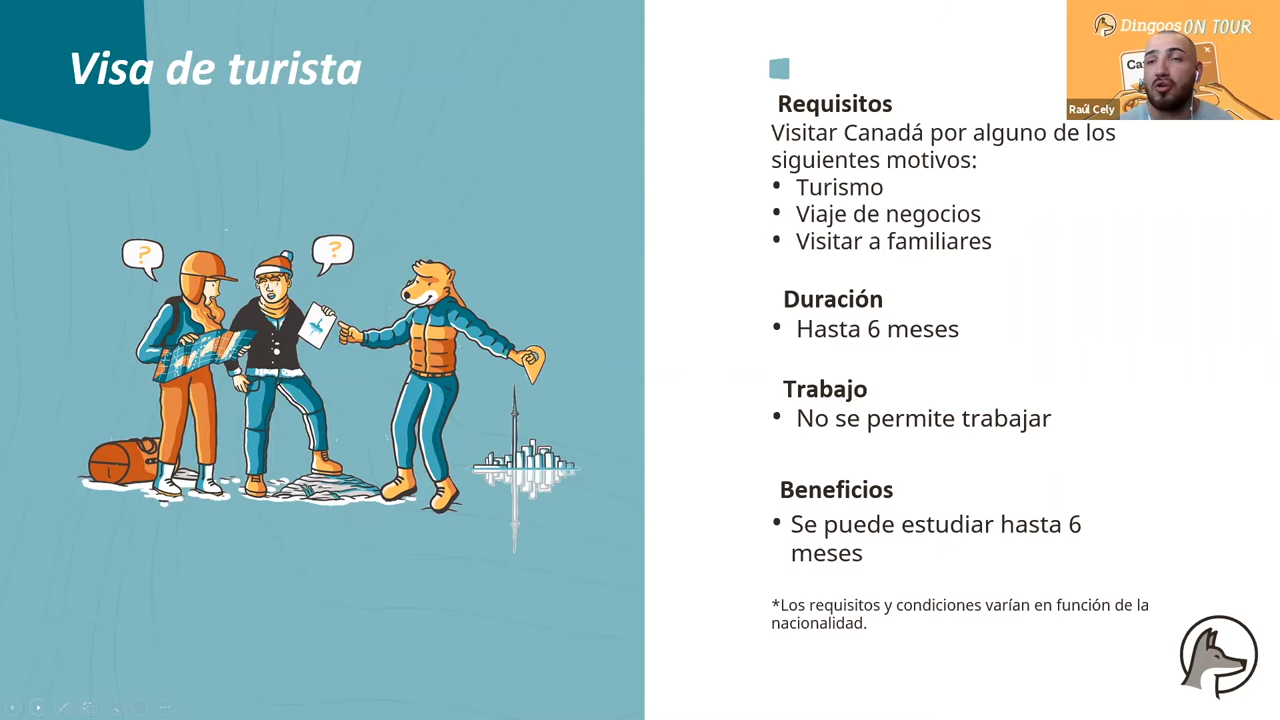 Visa de turista
Dingoos ON TOUR
Raúl Cely
Requisitos
Visitar Canadá por alguno de los
siguientes motivos:
• Turismo
• Viaje de negocios
• Visitar a familiares
Duración
• Hasta 6 meses
Trabajo
• No se permite trabajar
Beneficios
• Se puede estudiar hasta 6
meses
*Los requisitos y condiciones varían en función de la
nacionalidad.
?
?